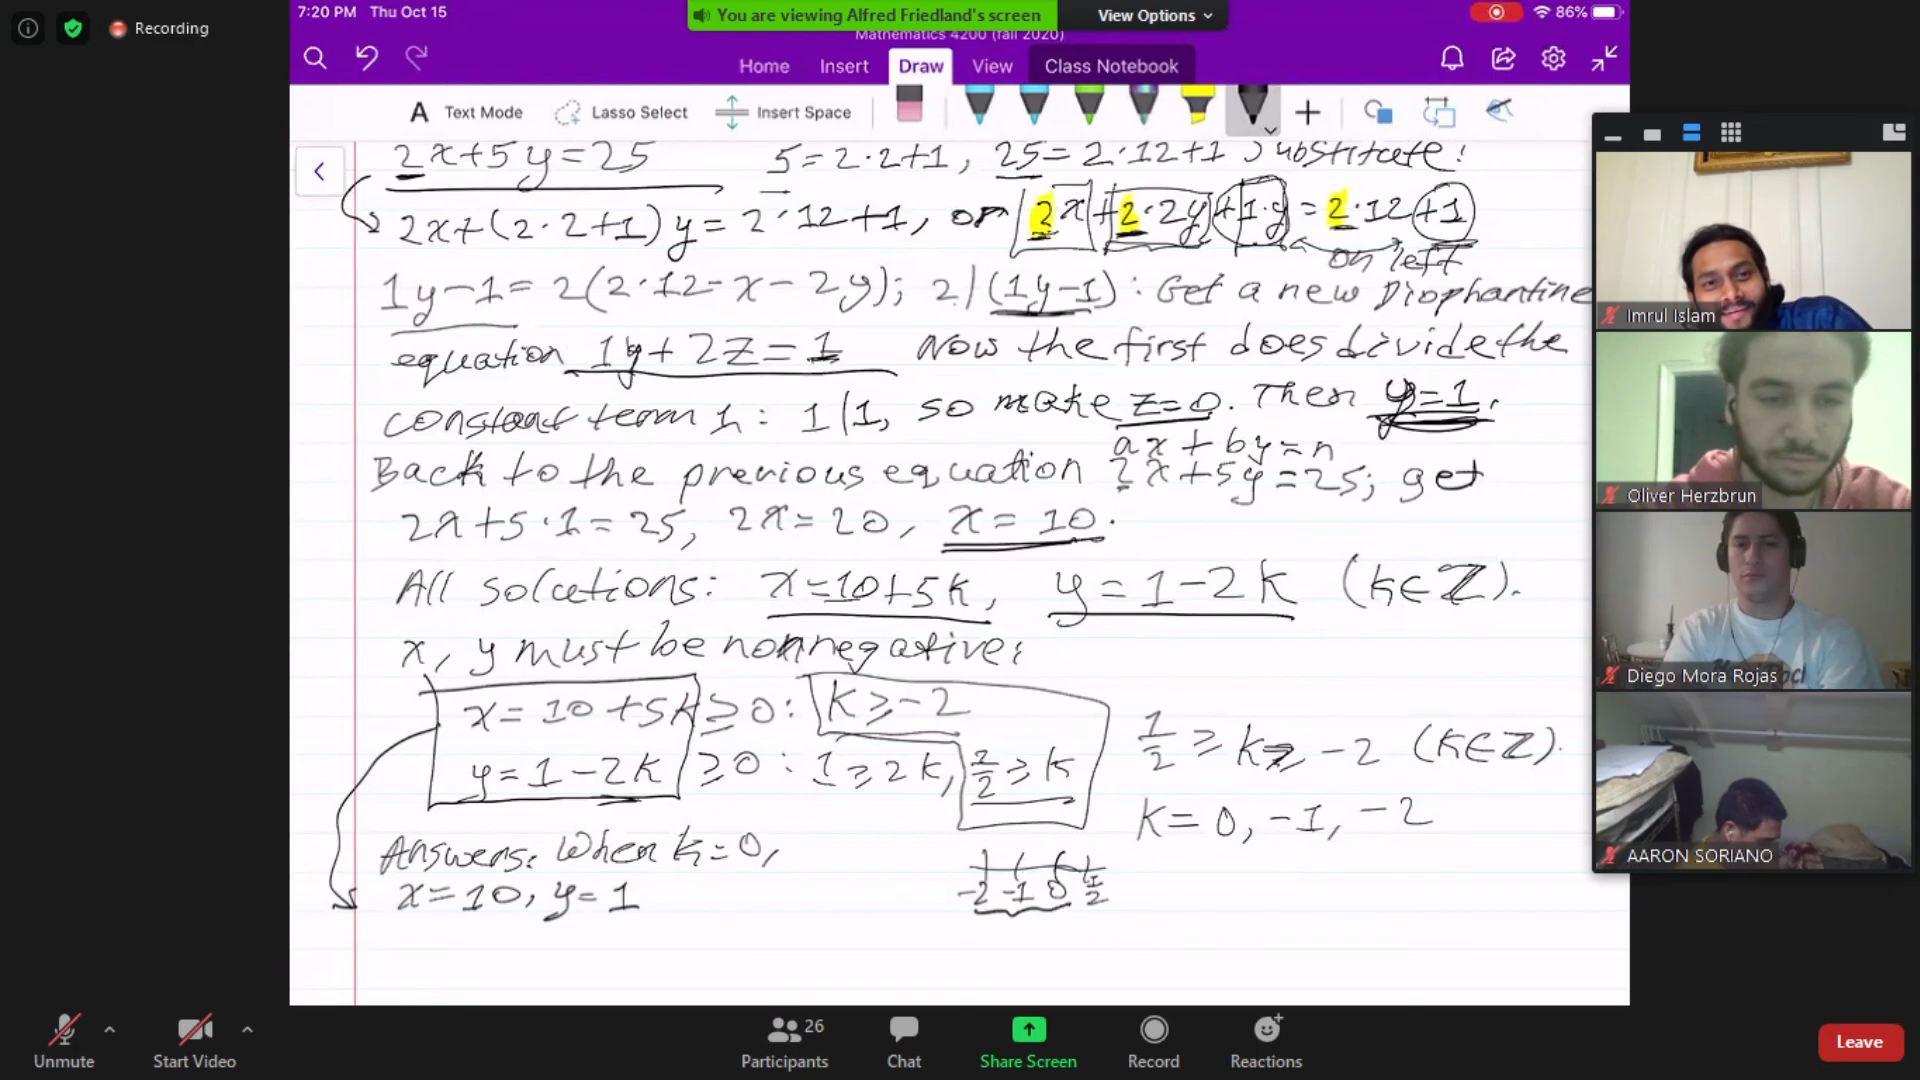 7:20 PM Thu Oct 15
You are viewing Alfred Friedland's screen
View Options
86%
Recording
Mathematics 4200 (fall 2020)
Home Insert Draw View Class Notebook
A Text Mode Lasso Select Insert Space
2x+5y=25 5=2·2+1, 25=2·12+1 Substitute!
2x+(2·2+1)y=2·12+1, or 2x+2·2y+1·y=2·12+1
on left
1y-1=2(2·12-x-2y); 2|(1y-1): Get a new Diophantine
equation 1y+2z=1 Now the first does divide the
constant term 1: 1|1, so make z=0. Then y=1.
ax+by=n
Back to the previous equation 2x+5y=25; get
2x+5·1=25, 2x=20, x=10.
All solutions: x=10+5k, y=1-2k (k∈ℤ).
x, y must be nonnegative:
x=10+5k≥0: k≥-2
y=1-2k≥0: 1≥2k, 2/2≥k
1/2≥k≥-2 (k∈ℤ).
k=0,-1,-2
Answers: When k=0,
x=10, y=1
-2 -1 0 1/2
Imrul Islam
Oliver Herzbrun
Diego Mora Rojas
AARON SORIANO
Unmute
Start Video
26
Participants
Chat
Share Screen
Record
Reactions
Leave